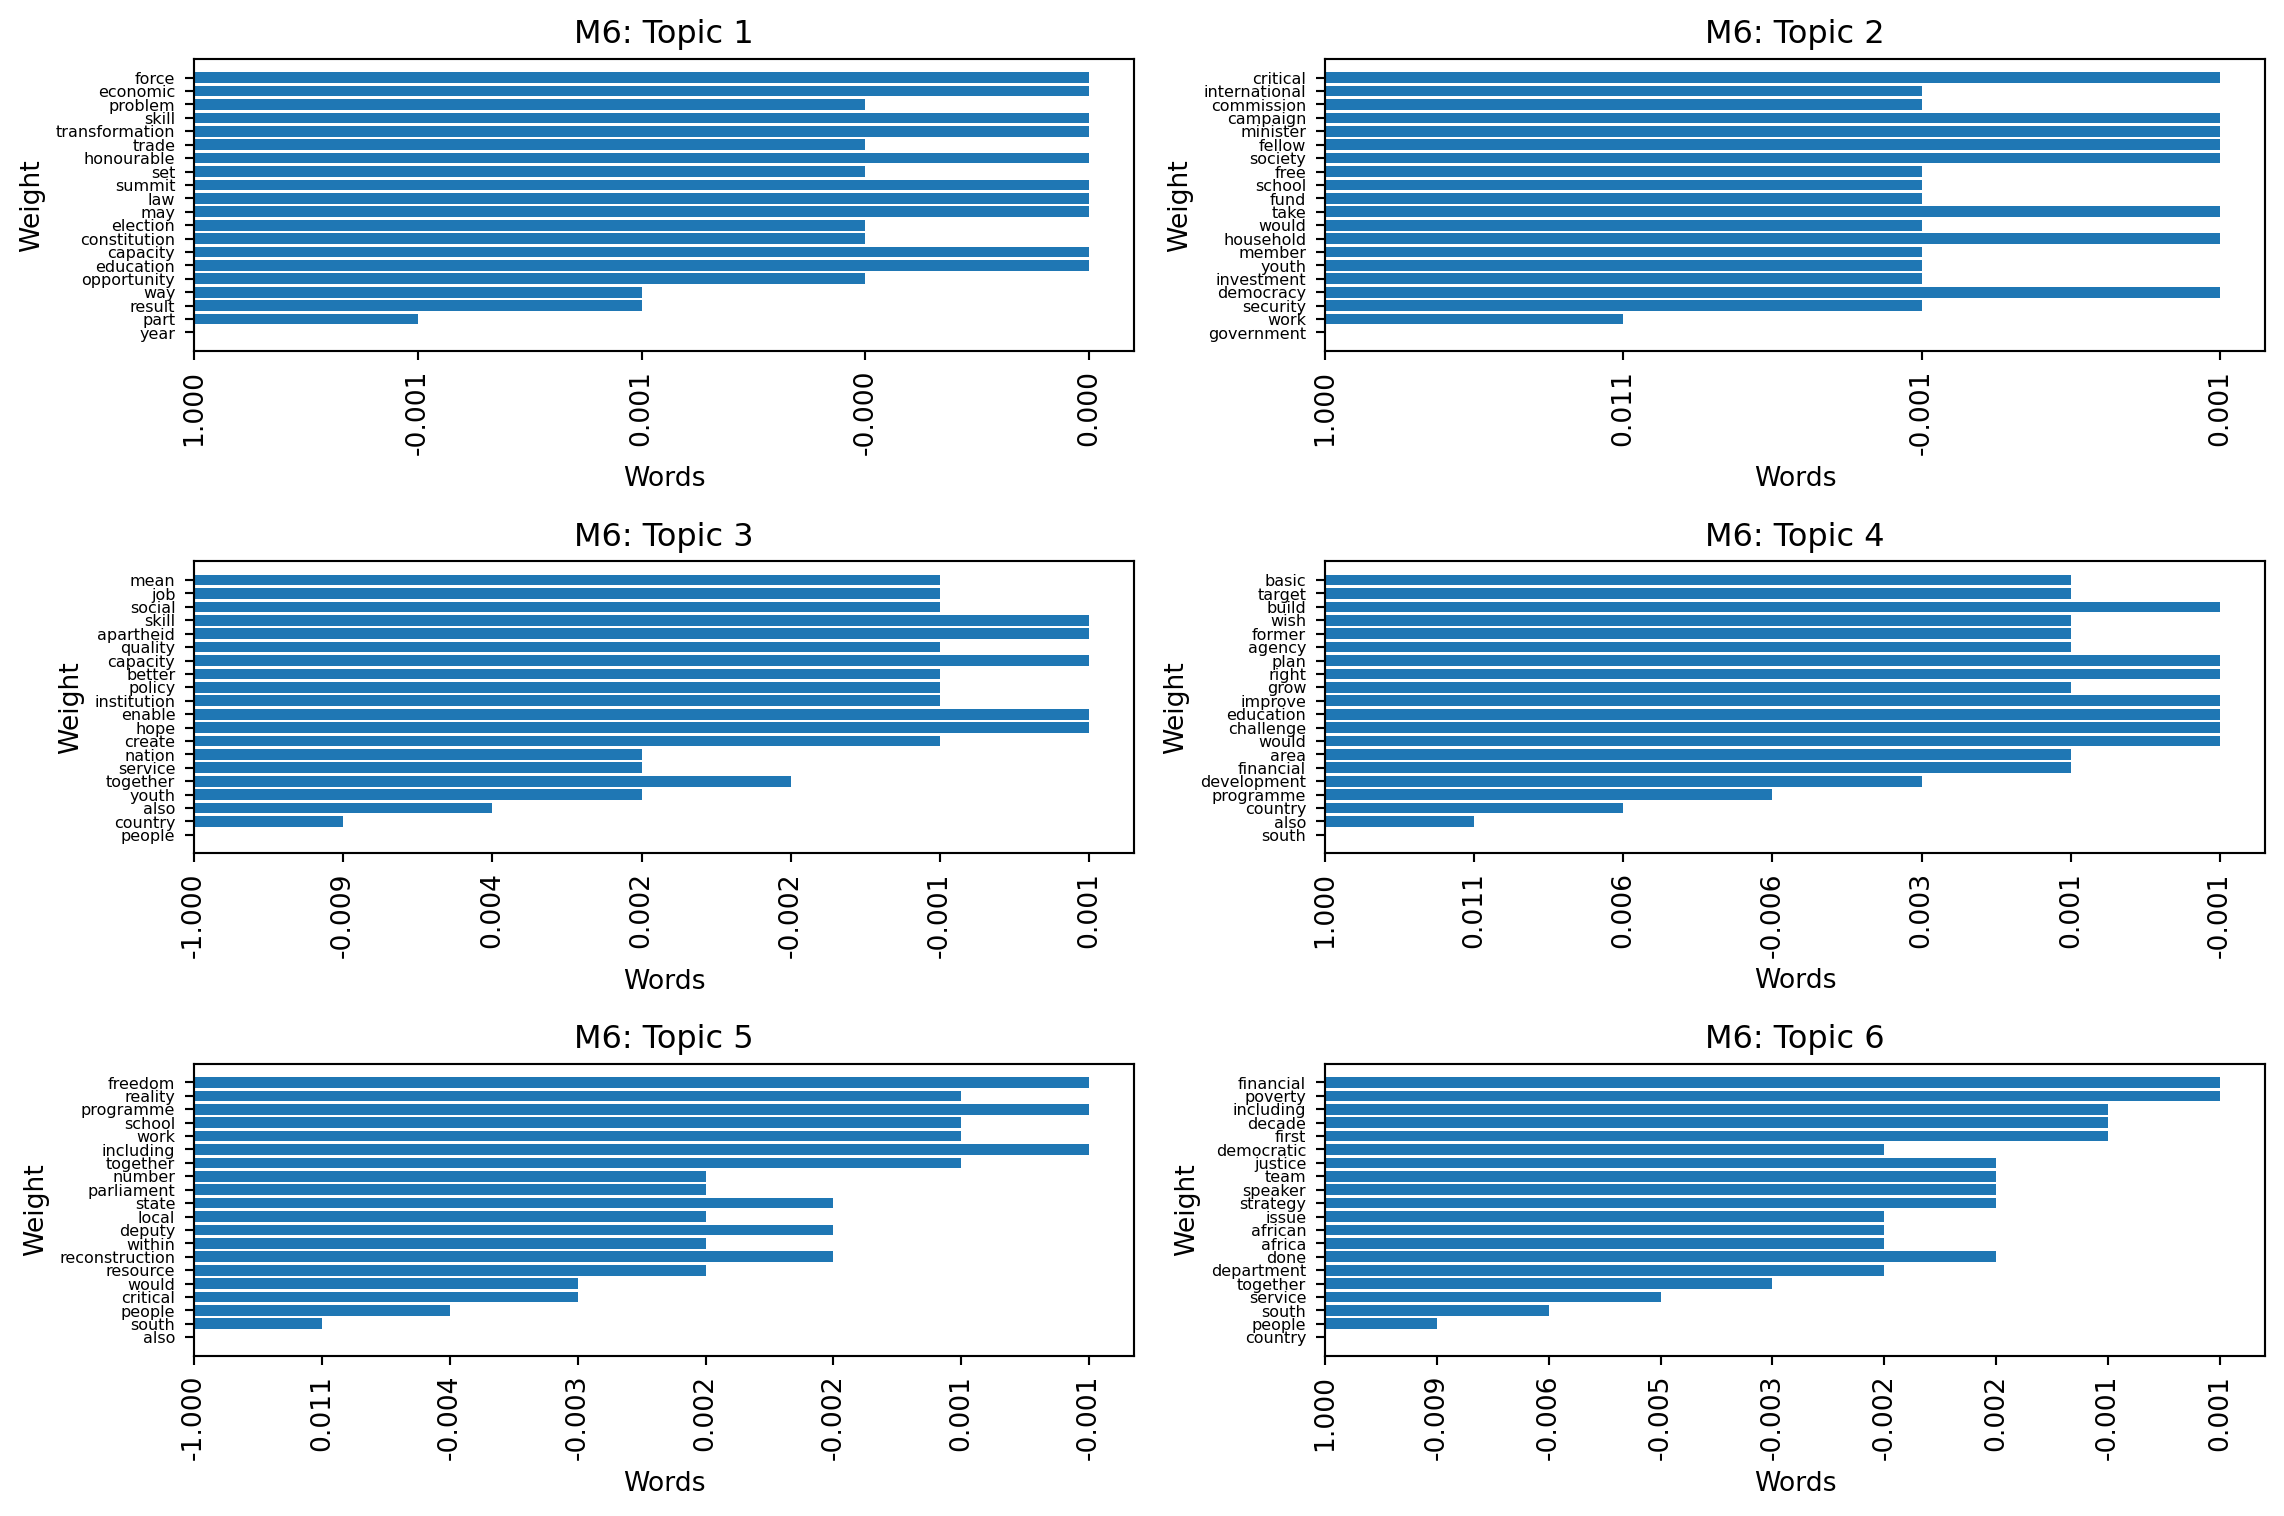 M6: Topic 1
Weight
force
economic
problem
skill
transformation
trade
honourable
set
summit
law
may
election
constitution
capacity
education
opportunity
way
result
part
year
1.000 -0.001 0.001 -0.000 0.000
Words
M6: Topic 2
Weight
critical
international
commission
campaign
minister
fellow
society
free
school
fund
take
would
household
member
youth
investment
democracy
security
work
government
1.000 0.011 -0.001 0.001
Words
M6: Topic 3
Weight
mean
job
social
skill
apartheid
quality
capacity
better
policy
institution
enable
hope
create
nation
service
together
youth
also
country
people
-1.000 -0.009 0.004 0.002 -0.002 -0.001 0.001
Words
M6: Topic 4
Weight
basic
target
build
wish
former
agency
plan
right
grow
improve
education
challenge
would
area
financial
development
programme
country
also
south
1.000 0.011 0.006 -0.006 0.003 0.001 -0.001
Words
M6: Topic 5
Weight
freedom
reality
programme
school
work
including
together
number
parliament
state
local
deputy
within
reconstruction
resource
would
critical
people
south
also
-1.000 0.011 -0.004 -0.003 0.002 -0.002 0.001 -0.001
Words
M6: Topic 6
Weight
financial
poverty
including
decade
first
democratic
justice
team
speaker
strategy
issue
african
africa
done
department
together
service
south
people
country
1.000 -0.009 -0.006 -0.005 -0.003 -0.002 0.002 -0.001 0.001
Words